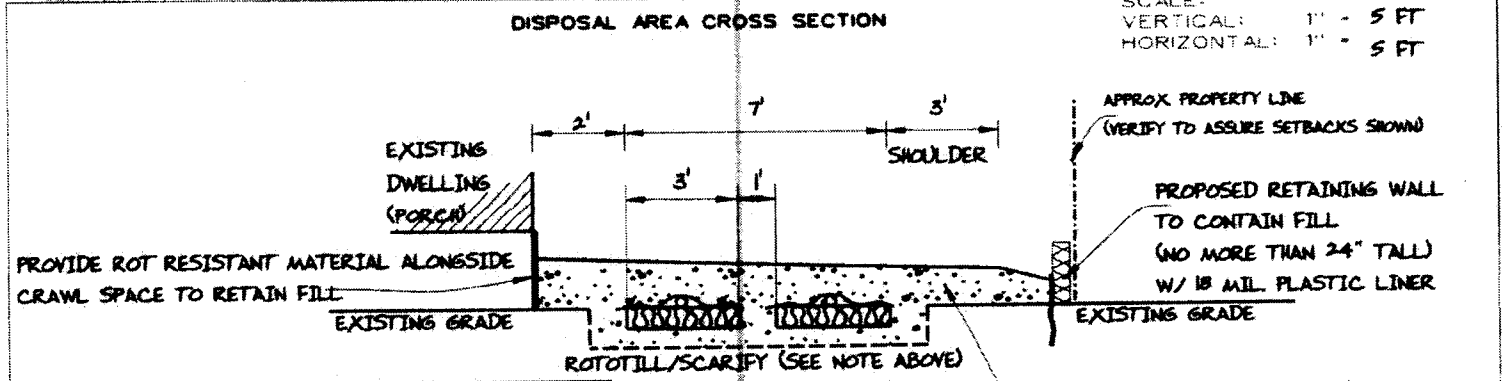 DISPOSAL AREA CROSS SECTION
SCALE:
VERTICAL: 1" - 5 FT
HORIZONTAL: 1" - 5 FT
2'
7'
3'
SHOULDER
3'
1'
EXISTING
DWELLING
(PORCH)
APPROX PROPERTY LINE
(VERIFY TO ASSURE SETBACKS SHOWN)
PROPOSED RETAINING WALL
TO CONTAIN FILL
(NO MORE THAN 24" TALL)
W/ 18 MIL. PLASTIC LINER
PROVIDE ROT RESISTANT MATERIAL ALONGSIDE
CRAWL SPACE TO RETAIN FILL
EXISTING GRADE
EXISTING GRADE
ROTOTILL/SCARIFY (SEE NOTE ABOVE)